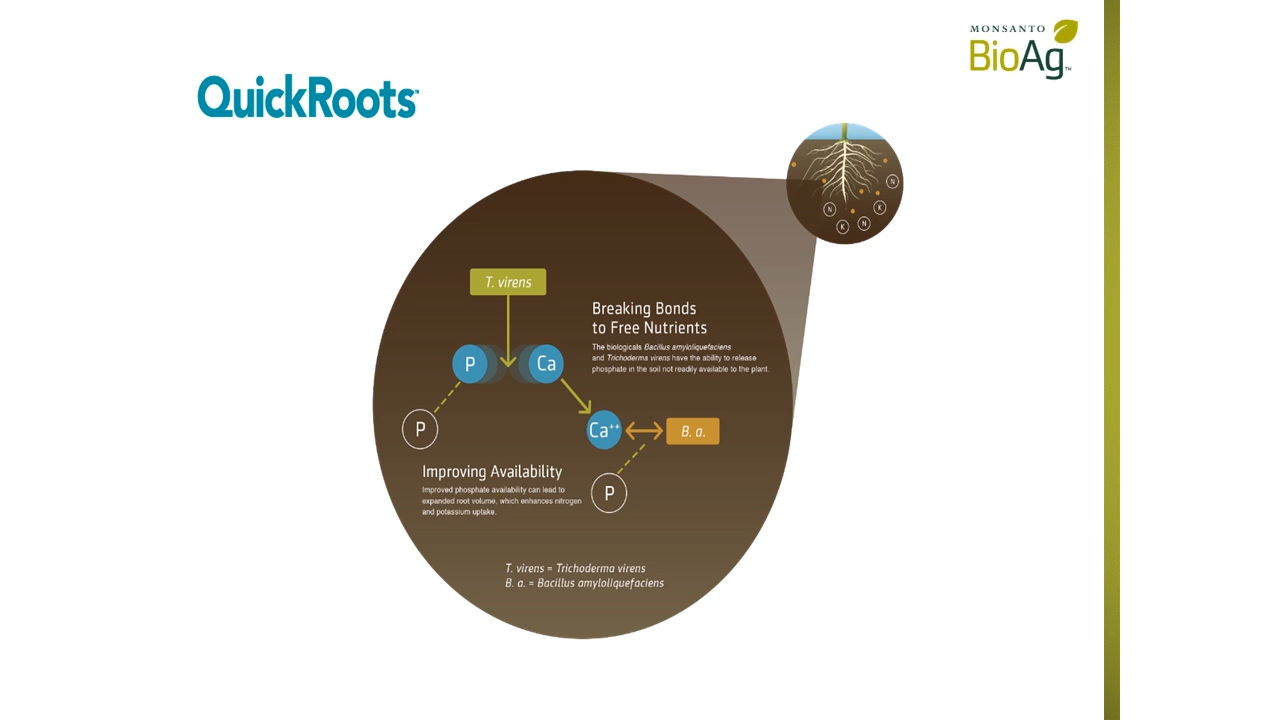 MONSANTO
BioAg™
QuickRoots™
N
N
K
K
N
T. virens
Breaking Bonds
to Free Nutrients
The biologicals Bacillus amyloliquefaciens
and Trichoderma virens have the ability to release
phosphate in the soil not readily available to the plant.
P
Ca
P
Ca++
B. a.
Improving Availability
Improved phosphate availability can lead to
expanded root volume, which enhances nitrogen
and potassium uptake.
P
T. virens = Trichoderma virens
B. a. = Bacillus amyloliquefaciens